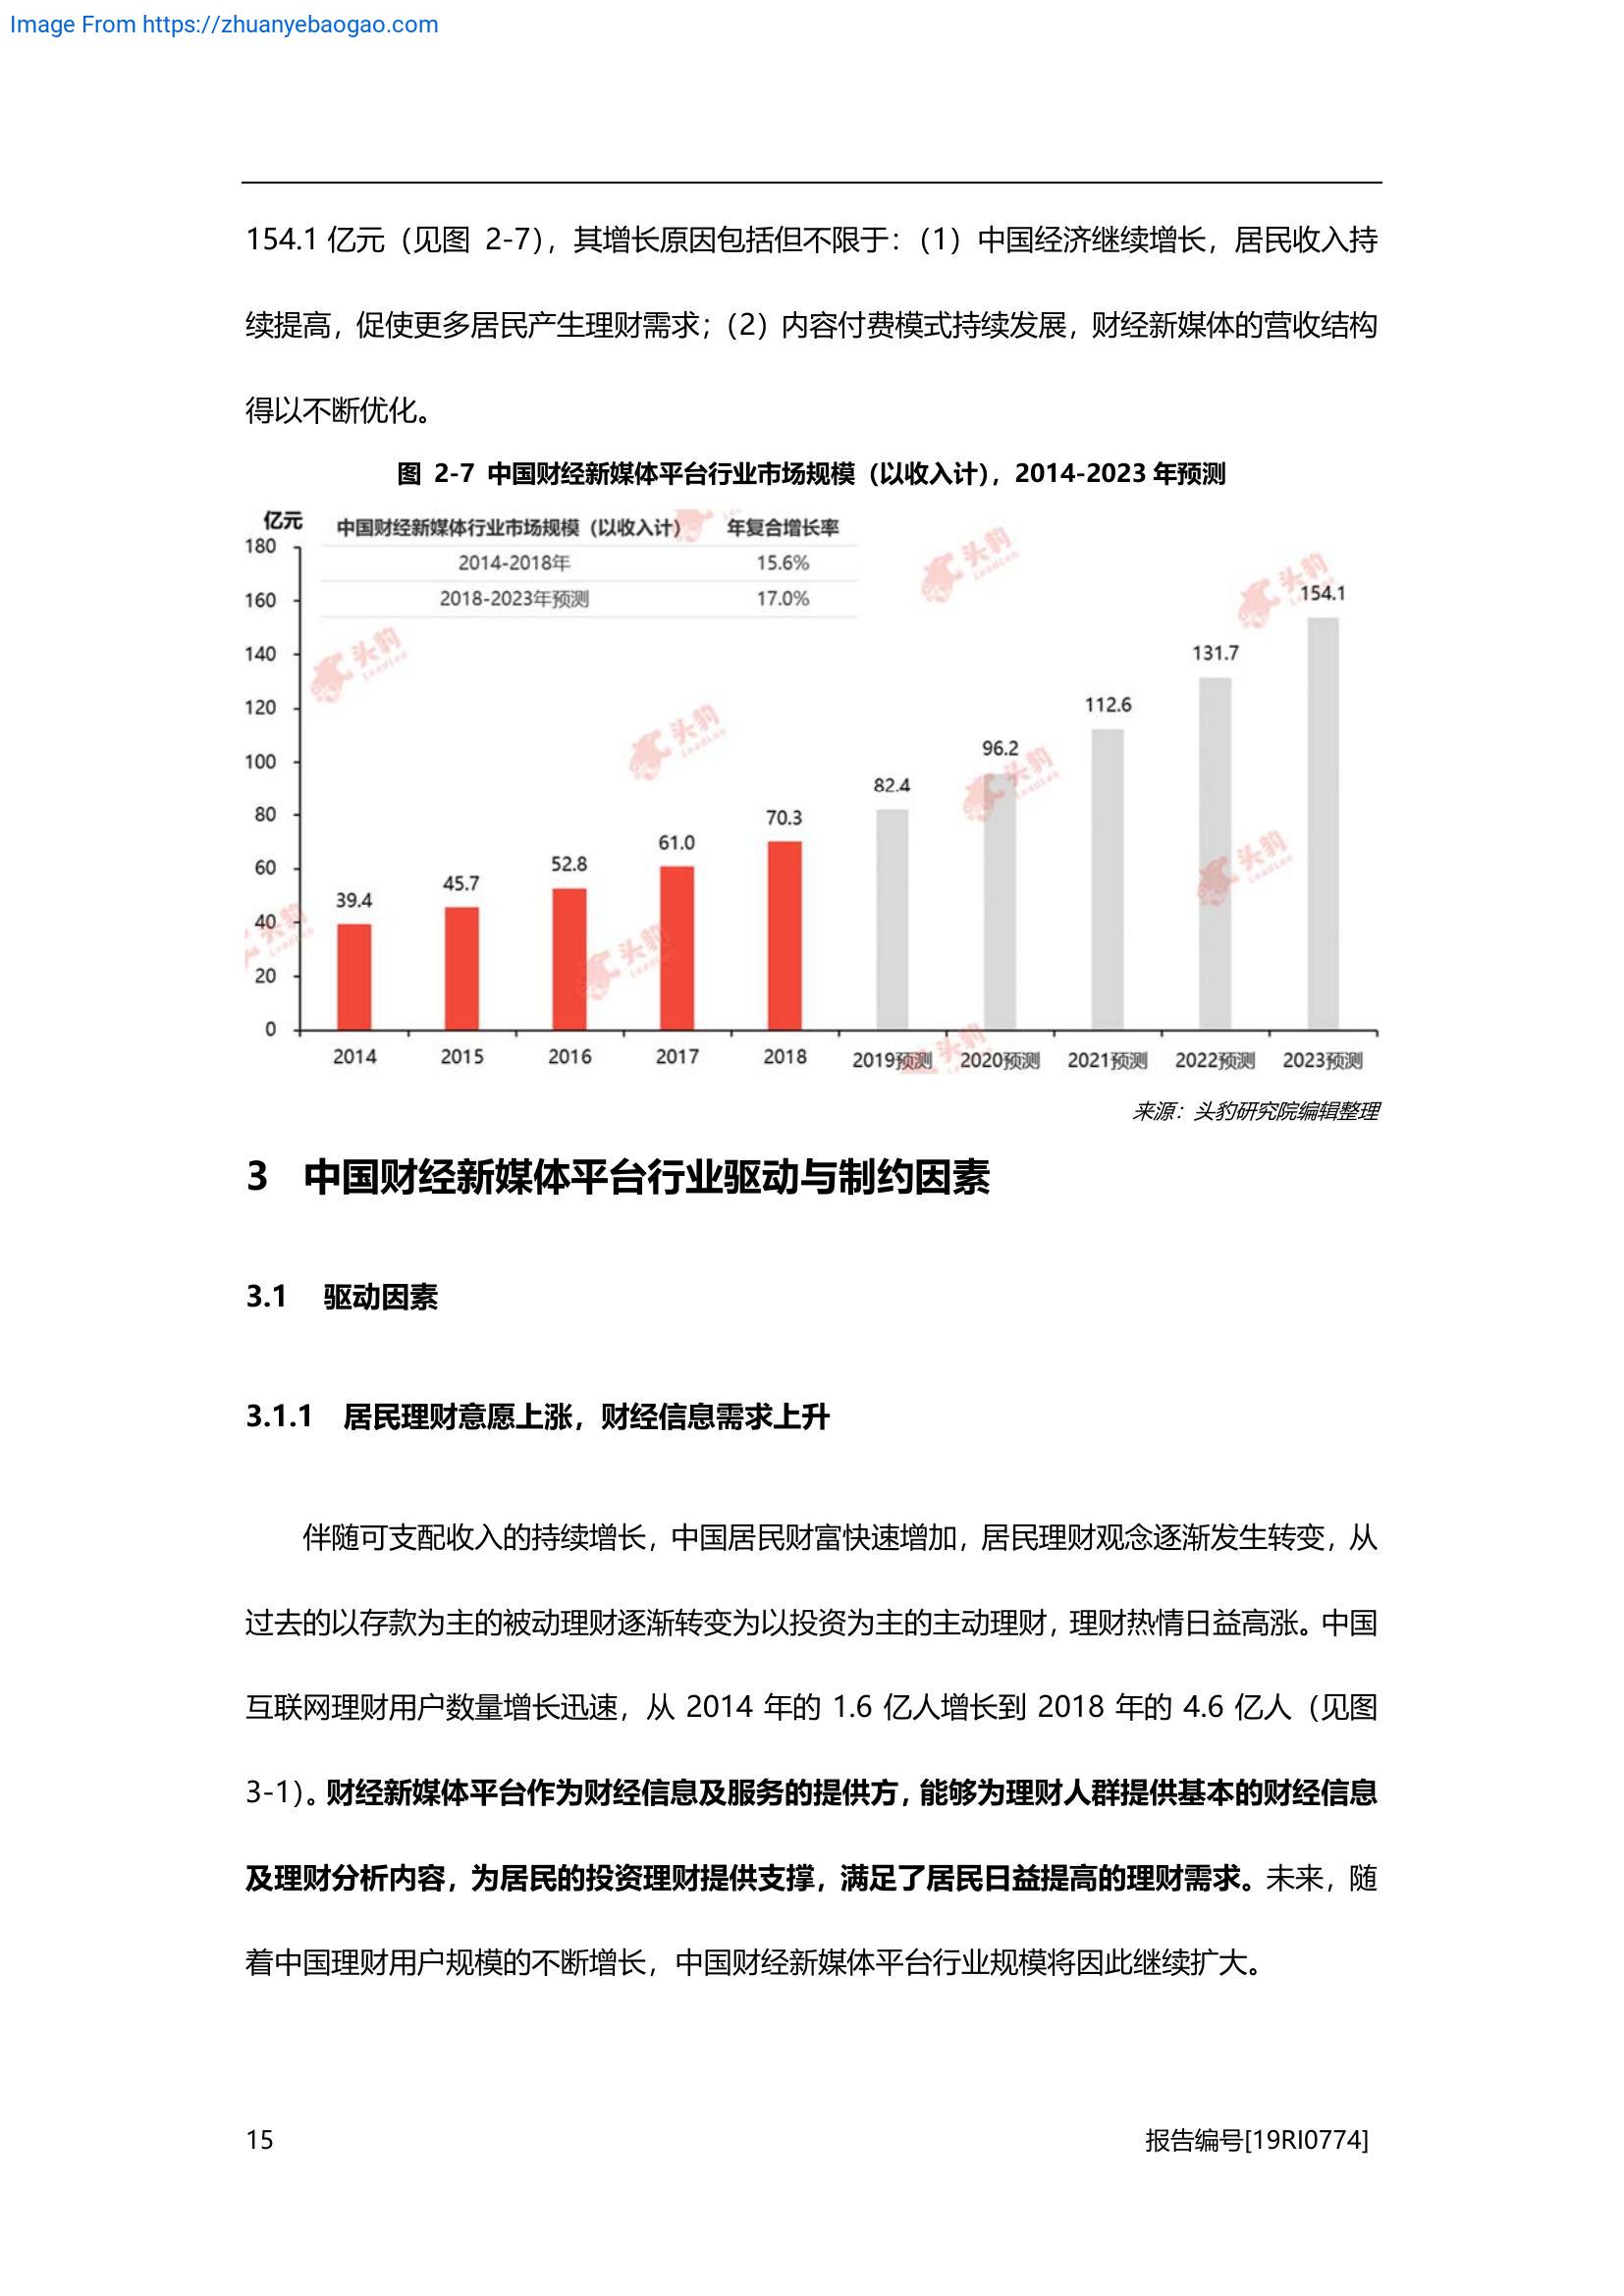 Image From https://zhuanyebaogao.com
154.1 亿元（见图 2-7），其增长原因包括但不限于：（1）中国经济继续增长，居民收入持
续提高，促使更多居民产生理财需求；（2）内容付费模式持续发展，财经新媒体的营收结构
得以不断优化。
图 2-7 中国财经新媒体平台行业市场规模（以收入计），2014-2023 年预测
亿元
中国财经新媒体行业市场规模（以收入计） 年复合增长率
2014-2018年 15.6%
2018-2023年预测 17.0%
180
160
140
120
100
80
60
40
20
0
39.4
45.7
52.8
61.0
70.3
82.4
96.2
112.6
131.7
154.1
2014 2015 2016 2017 2018 2019预测 2020预测 2021预测 2022预测 2023预测
头豹
LeadLeo
来源：头豹研究院编辑整理
3 中国财经新媒体平台行业驱动与制约因素
3.1 驱动因素
3.1.1 居民理财意愿上涨，财经信息需求上升
伴随可支配收入的持续增长，中国居民财富快速增加，居民理财观念逐渐发生转变，从
过去的以存款为主的被动理财逐渐转变为以投资为主的主动理财，理财热情日益高涨。中国
互联网理财用户数量增长迅速，从 2014 年的 1.6 亿人增长到 2018 年的 4.6 亿人（见图
3-1）。财经新媒体平台作为财经信息及服务的提供方，能够为理财人群提供基本的财经信息
及理财分析内容，为居民的投资理财提供支撑，满足了居民日益提高的理财需求。未来，随
着中国理财用户规模的不断增长，中国财经新媒体平台行业规模将因此继续扩大。
15 报告编号[19RI0774]